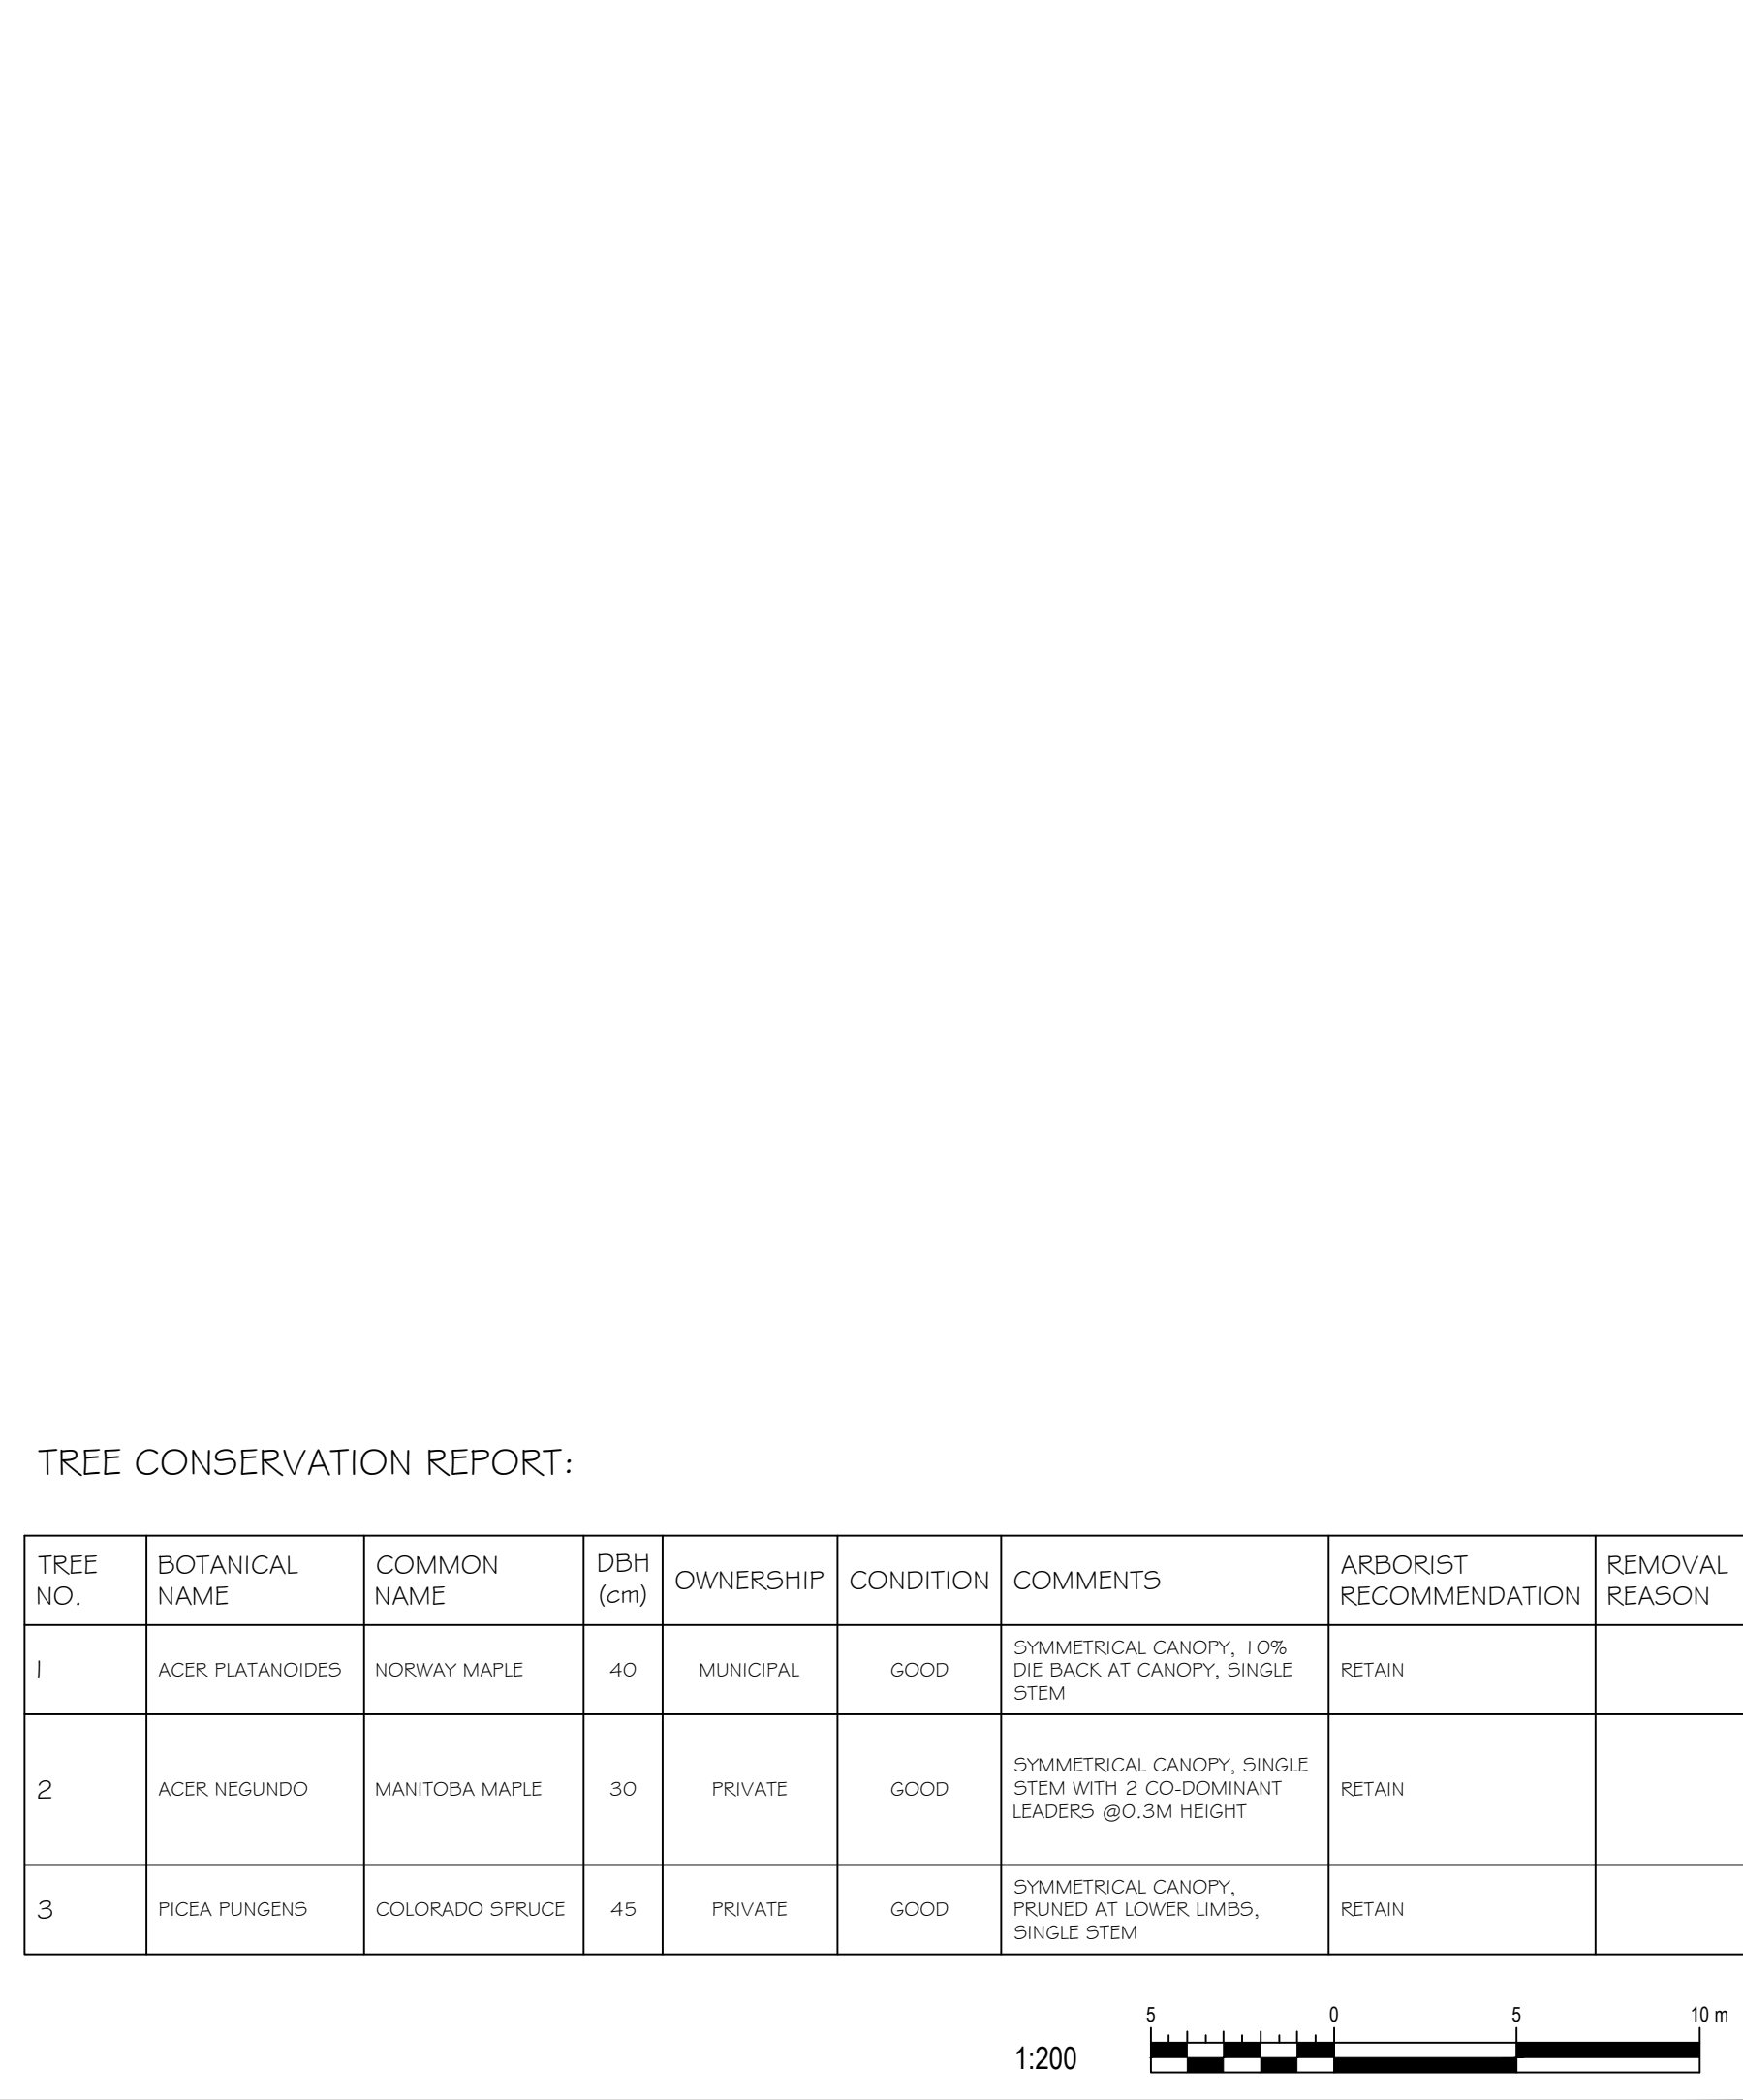 TREE CONSERVATION REPORT:
TREE NO.
BOTANICAL NAME
COMMON NAME
DBH (cm)
OWNERSHIP
CONDITION
COMMENTS
ARBORIST RECOMMENDATION
REMOVAL REASON
1
ACER PLATANOIDES
NORWAY MAPLE
40
MUNICIPAL
GOOD
SYMMETRICAL CANOPY, 10%
DIE BACK AT CANOPY, SINGLE
STEM
RETAIN
2
ACER NEGUNDO
MANITOBA MAPLE
30
PRIVATE
GOOD
SYMMETRICAL CANOPY, SINGLE
STEM WITH 2 CO-DOMINANT
LEADERS @0.3M HEIGHT
RETAIN
3
PICEA PUNGENS
COLORADO SPRUCE
45
PRIVATE
GOOD
SYMMETRICAL CANOPY,
PRUNED AT LOWER LIMBS,
SINGLE STEM
RETAIN
5 0 5 10 m
1:200